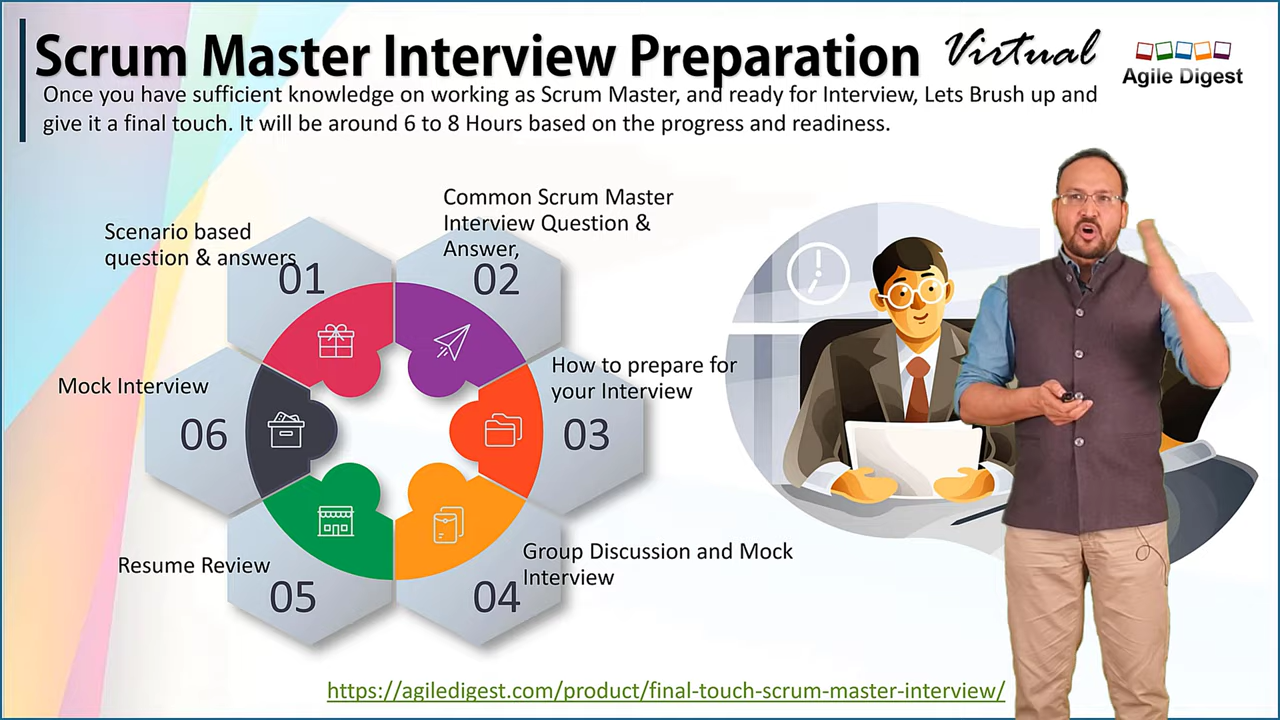 Scrum Master Interview Preparation
Virtual
Agile Digest
Once you have sufficient knowledge on working as Scrum Master, and ready for Interview, Lets Brush up and
give it a final touch. It will be around 6 to 8 Hours based on the progress and readiness.
Scenario based
question & answers
01
Common Scrum Master
Interview Question &
Answer,
02
How to prepare for
your Interview
03
Group Discussion and Mock
Interview
04
Resume Review
05
Mock Interview
06
https://agiledigest.com/product/final-touch-scrum-master-interview/